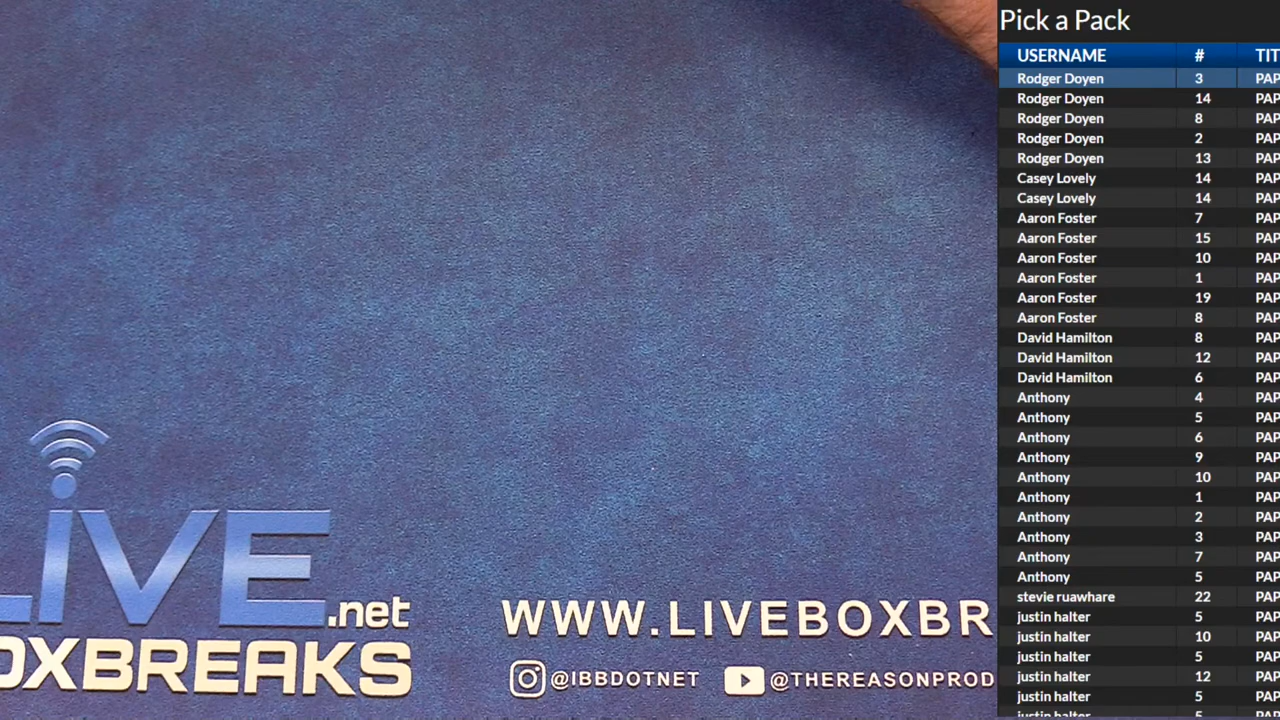 Pick a Pack
USERNAME # TIT
Rodger Doyen 3 PAP
Rodger Doyen 14 PAP
Rodger Doyen 8 PAP
Rodger Doyen 2 PAP
Rodger Doyen 13 PAP
Casey Lovely 14 PAP
Casey Lovely 14 PAP
Aaron Foster 7 PAP
Aaron Foster 15 PAP
Aaron Foster 10 PAP
Aaron Foster 1 PAP
Aaron Foster 19 PAP
Aaron Foster 8 PAP
David Hamilton 8 PAP
David Hamilton 12 PAP
David Hamilton 6 PAP
Anthony 4 PAP
Anthony 5 PAP
Anthony 6 PAP
Anthony 9 PAP
Anthony 10 PAP
Anthony 1 PAP
Anthony 2 PAP
Anthony 3 PAP
Anthony 7 PAP
Anthony 5 PAP
stevie ruawhare 22 PAP
justin halter 5 PAP
justin halter 10 PAP
justin halter 5 PAP
justin halter 12 PAP
justin halter 5 PAP
justin halter 5 PAP
LiVE.net
OXBREAKS
WWW.LIVEBOXBR
@IBBDOTNET @THEREASONPROD